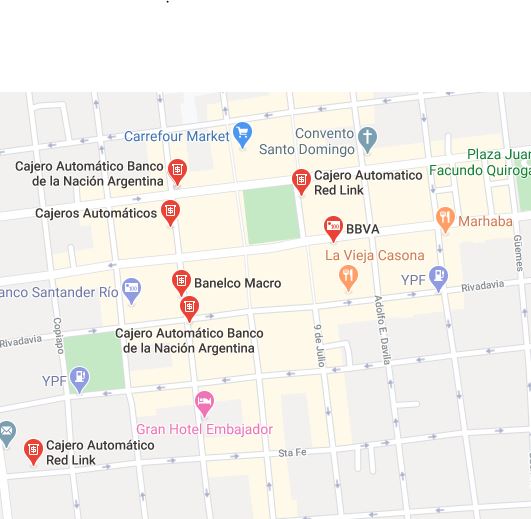 Carrefour Market
Convento
Santo Domingo
Plaza Juan
Facundo Quiroga
Cajero Automático Banco
de la Nación Argentina
Cajero Automatico
Red Link
Cajeros Automáticos
BBVA
Marhaba
Güemes
La Vieja Casona
Banelco Macro
YPF
Rivadavia
anco Santander Río
Cajero Automático Banco
de la Nación Argentina
Rivadavia
Copiapo
9 de Julio
Adolfo E. Davila
YPF
Gran Hotel Embajador
Cajero Automático
Red Link
Sta Fe